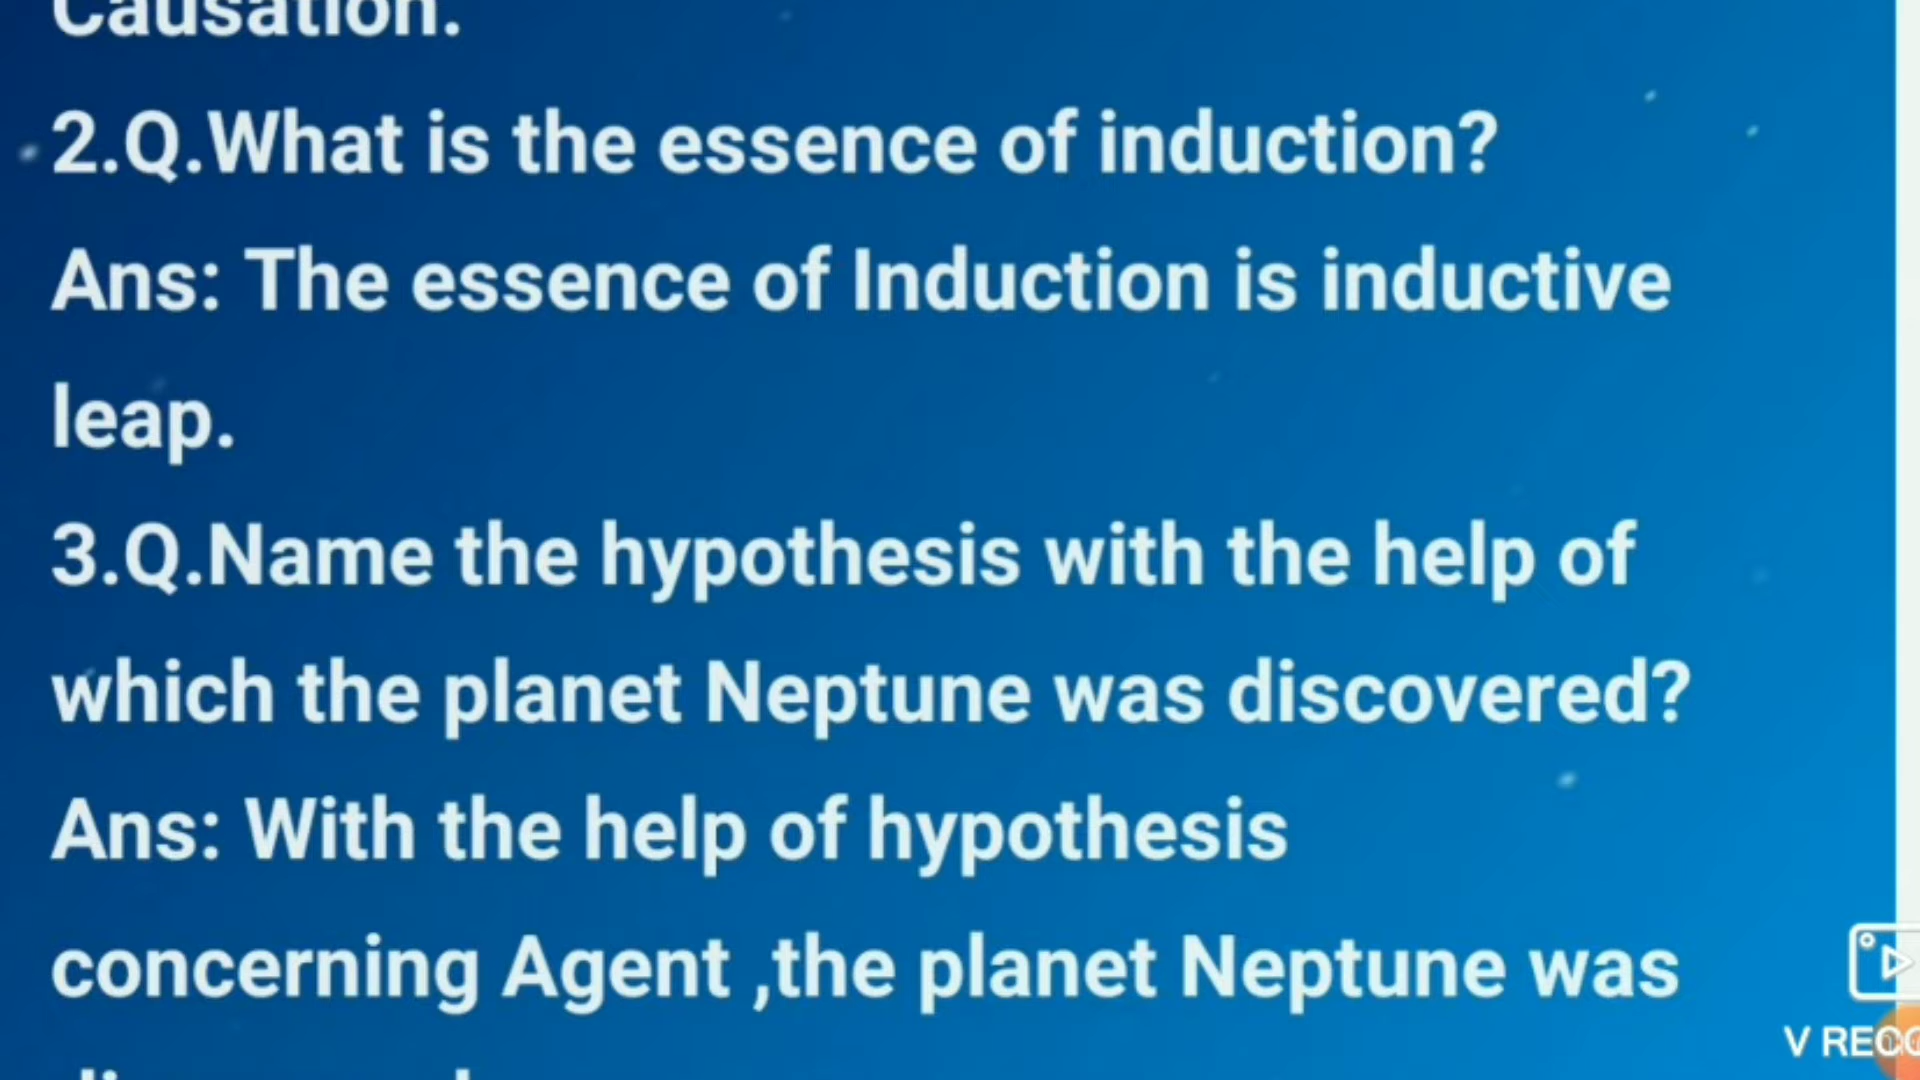 Causation.
2.Q.What is the essence of induction?
Ans: The essence of Induction is inductive
leap.
3.Q.Name the hypothesis with the help of
which the planet Neptune was discovered?
Ans: With the help of hypothesis
concerning Agent ,the planet Neptune was
V RECO